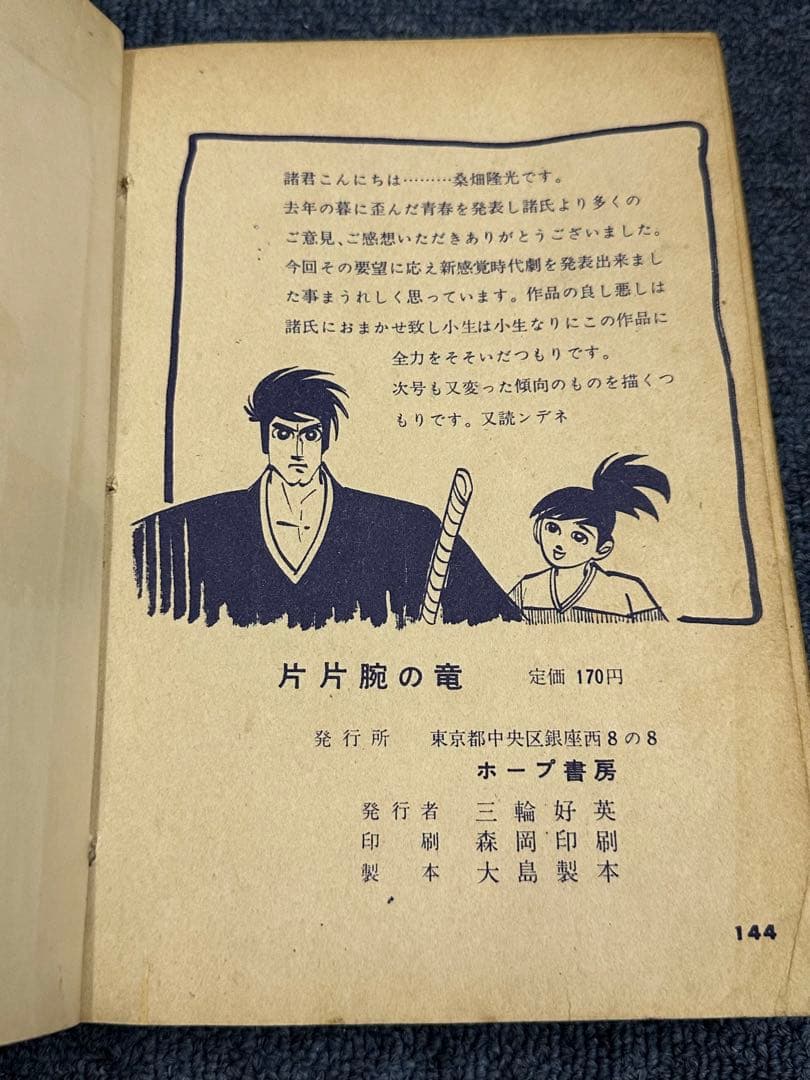 諸君こんにちは………桑畑隆光です。
去年の暮に歪んだ青春を発表し諸氏より多くの
ご意見、ご感想いただきありがとうございました。
今回その要望に応え新感覚時代劇を発表出来まし
た事まうれしく思っています。作品の良し悪しは
諸氏におまかせ致し小生は小生なりにこの作品に
全力をそそいだつもりです。
次号も又変った傾向のものを描くつ
もりです。又読ンデネ
片片腕の竜 定価 170円
発行所 東京都中央区銀座西8の8
ホープ書房
発行者 三輪好英
印刷 森岡印刷
製本 大島製本
144